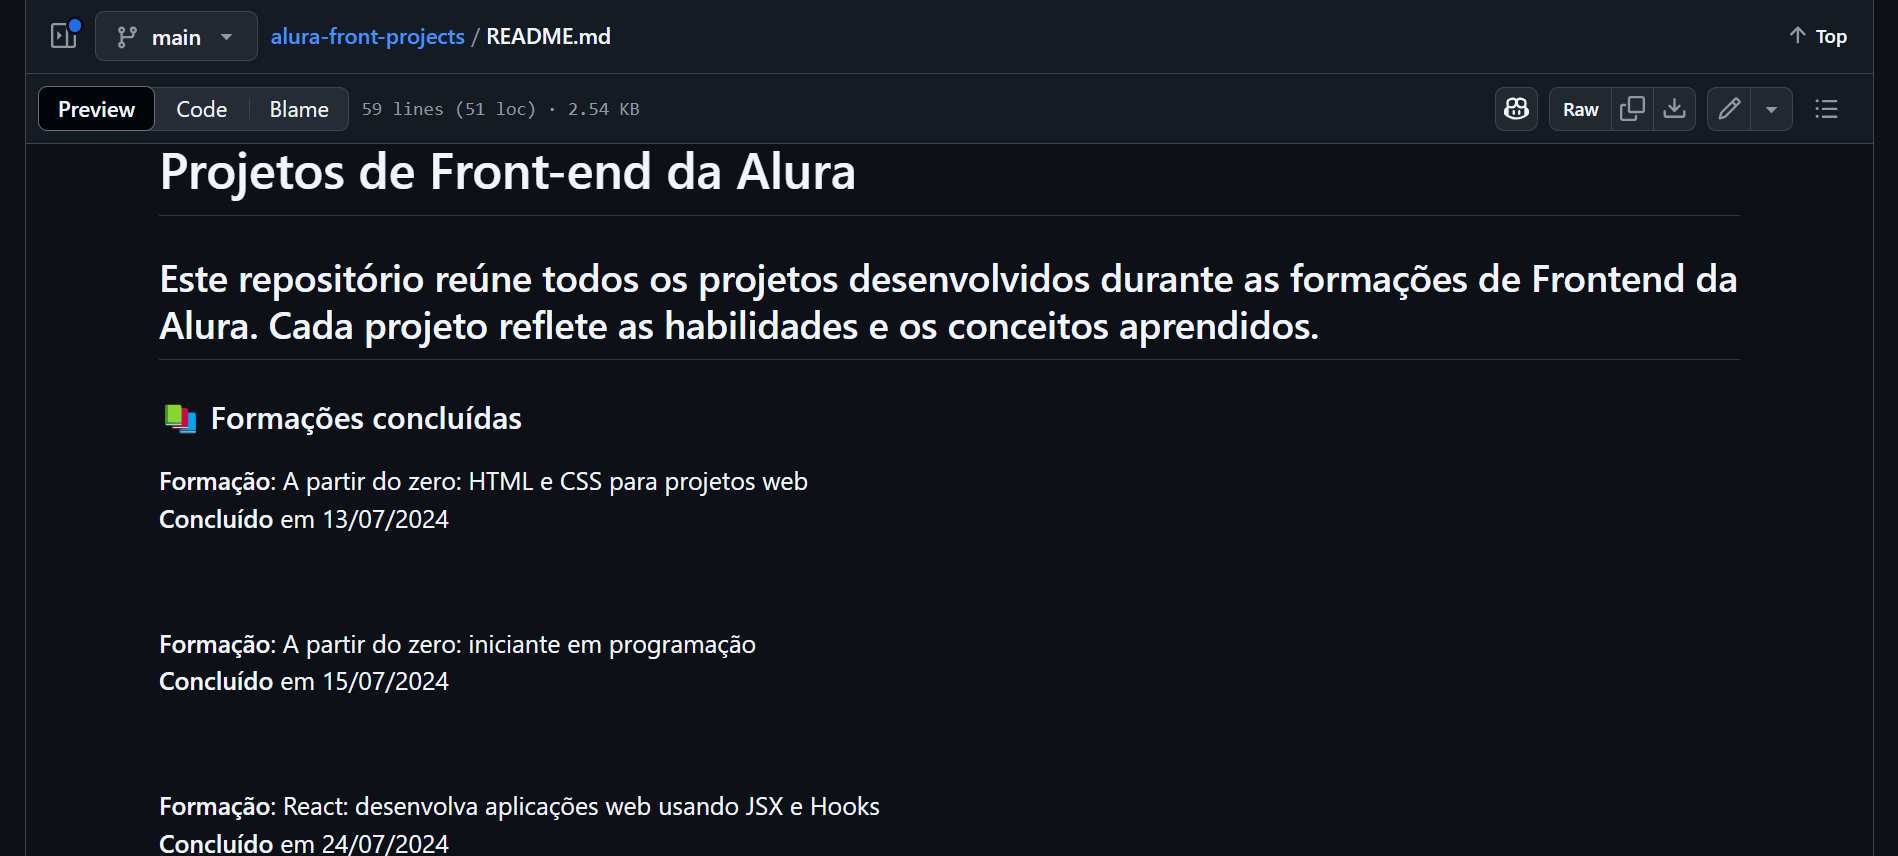 main
alura-front-projects / README.md
Top
Preview
Code
Blame
59 lines (51 loc) · 2.54 KB
Raw
Projetos de Front-end da Alura
Este repositório reúne todos os projetos desenvolvidos durante as formações de Frontend da
Alura. Cada projeto reflete as habilidades e os conceitos aprendidos.
Formações concluídas
Formação: A partir do zero: HTML e CSS para projetos web
Concluído em 13/07/2024
Formação: A partir do zero: iniciante em programação
Concluído em 15/07/2024
Formação: React: desenvolva aplicações web usando JSX e Hooks
Concluído em 24/07/2024